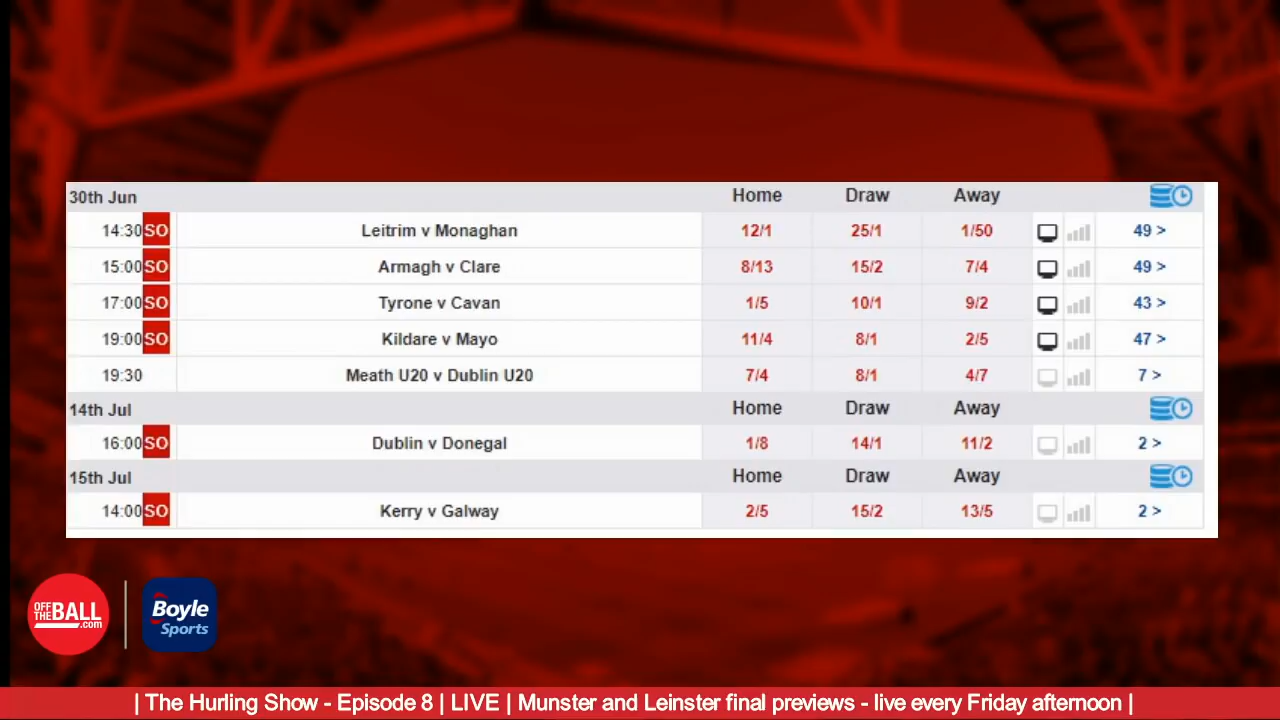 30th Jun Home Draw Away
14:30 SO Leitrim v Monaghan 12/1 25/1 1/50 49 >
15:00 SO Armagh v Clare 8/13 15/2 7/4 49 >
17:00 SO Tyrone v Cavan 1/5 10/1 9/2 43 >
19:00 SO Kildare v Mayo 11/4 8/1 2/5 47 >
19:30 Meath U20 v Dublin U20 7/4 8/1 4/7 7 >
14th Jul Home Draw Away
16:00 SO Dublin v Donegal 1/8 14/1 11/2 2 >
15th Jul Home Draw Away
14:00 SO Kerry v Galway 2/5 15/2 13/5 2 >
OFF THE BALL.com
Boyle
Sports
| The Hurling Show - Episode 8 | LIVE | Munster and Leinster final previews - live every Friday afternoon |